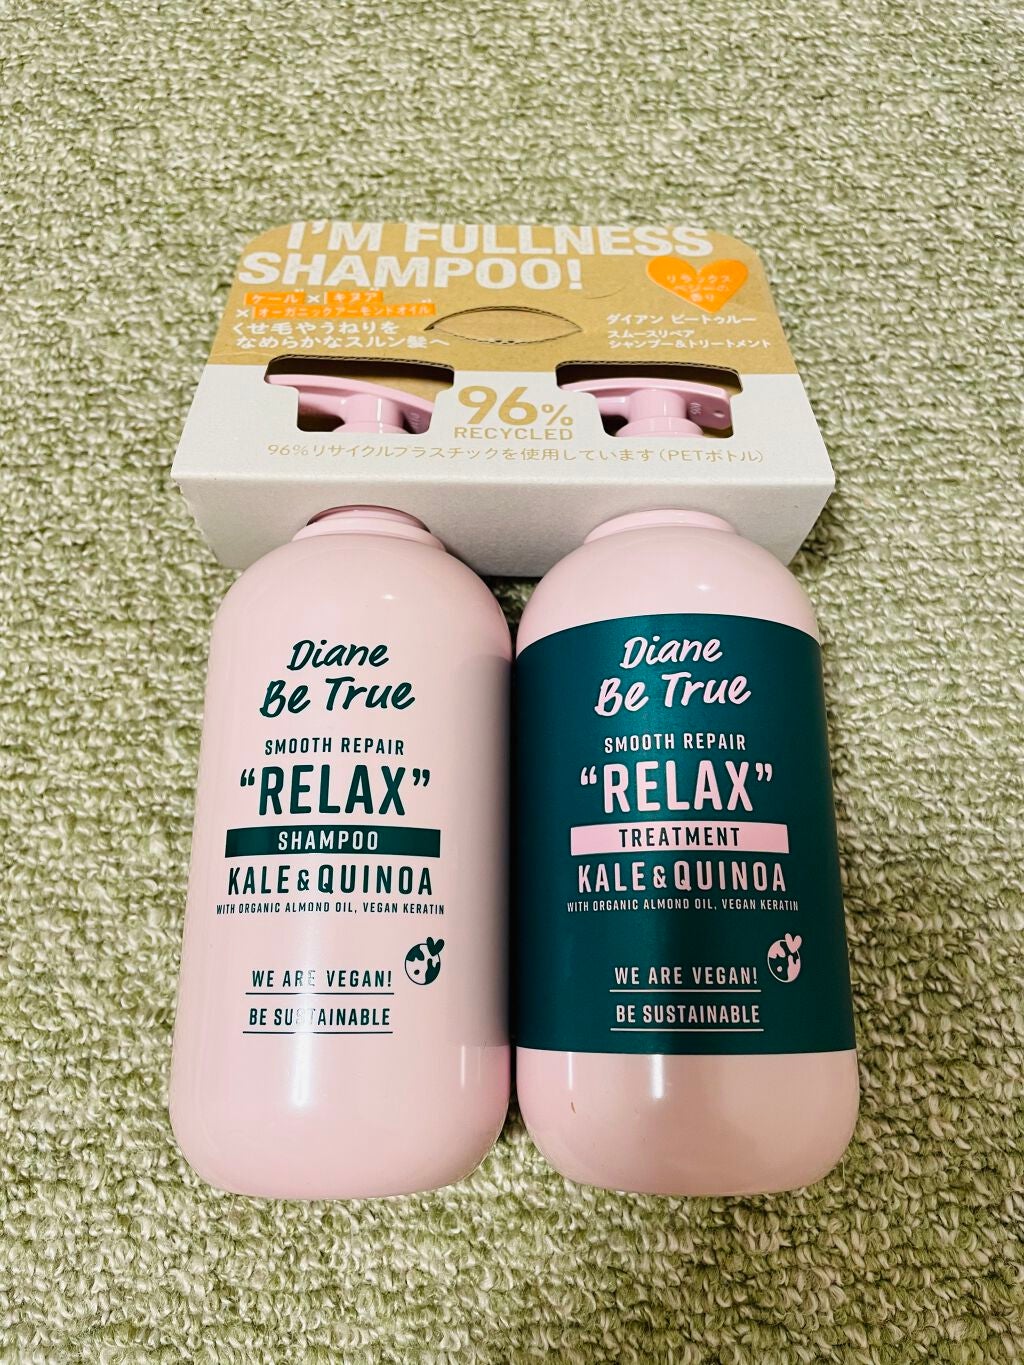 I'M FULLNESS
SHAMPOO!
ケール×キヌア
×オーガニックアーモンドオイル
くせ毛やうねりを
なめらかなスルン髪へ
リラックス
ベリーの
香り
ダイアン ビートゥルー
スムースリペア
シャンプー&トリートメント
96%
RECYCLED
96%リサイクルプラスチックを使用しています(PETボトル)
Diane
Be True
SMOOTH REPAIR
"RELAX"
SHAMPOO
KALE & QUINOA
WITH ORGANIC ALMOND OIL, VEGAN KERATIN
WE ARE VEGAN!
BE SUSTAINABLE
Diane
Be True
SMOOTH REPAIR
"RELAX"
TREATMENT
KALE & QUINOA
WITH ORGANIC ALMOND OIL, VEGAN KERATIN
WE ARE VEGAN!
BE SUSTAINABLE